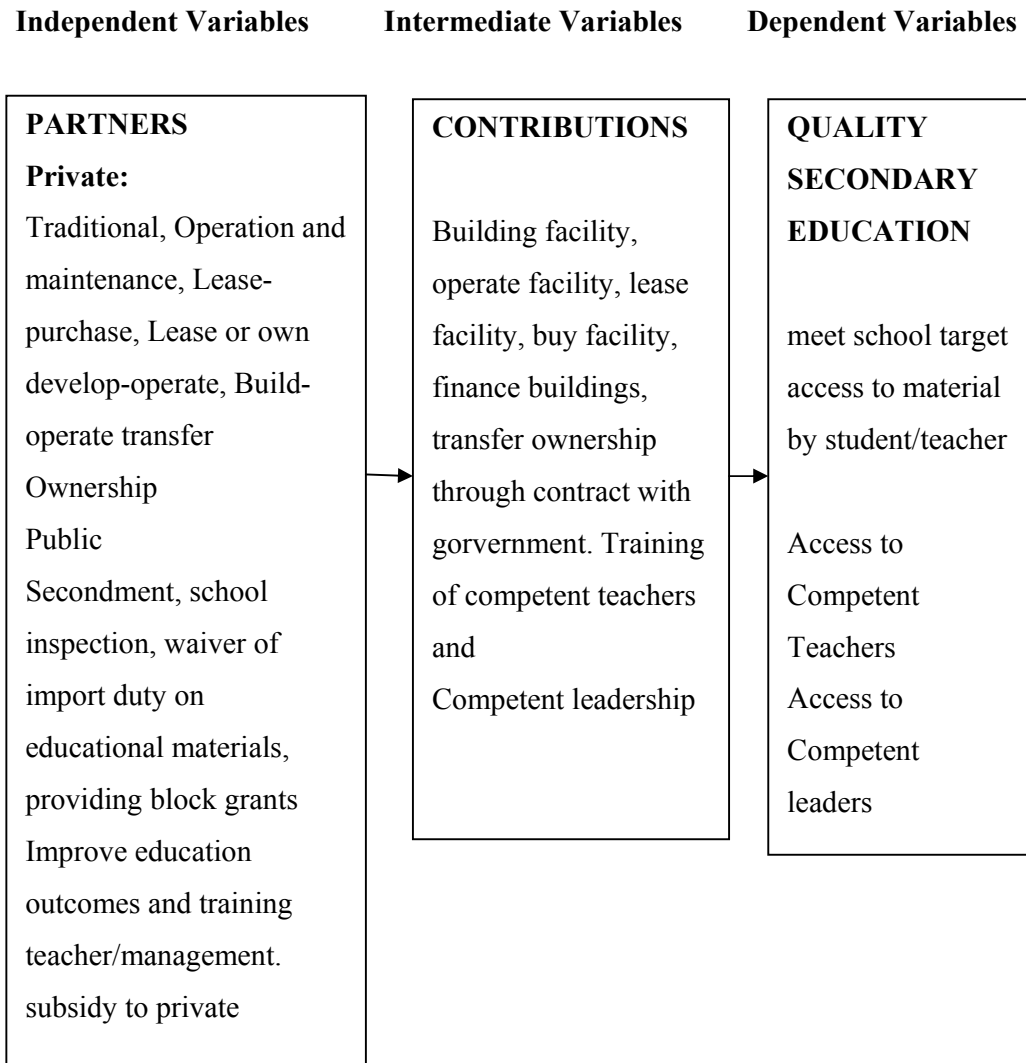 Independent Variables
Intermediate Variables
Dependent Variables
PARTNERS
Private:
Traditional, Operation and
maintenance, Lease-
purchase, Lease or own
develop-operate, Build-
operate transfer
Ownership
Public
Secondment, school
inspection, waiver of
import duty on
educational materials,
providing block grants
Improve education
outcomes and training
teacher/management.
subsidy to private
CONTRIBUTIONS
Building facility,
operate facility, lease
facility, buy facility,
finance buildings,
transfer ownership
through contract with
gorvernment. Training
of competent teachers
and
Competent leadership
QUALITY
SECONDARY
EDUCATION
meet school target
access to material
by student/teacher
Access to
Competent
Teachers
Access to
Competent
leaders